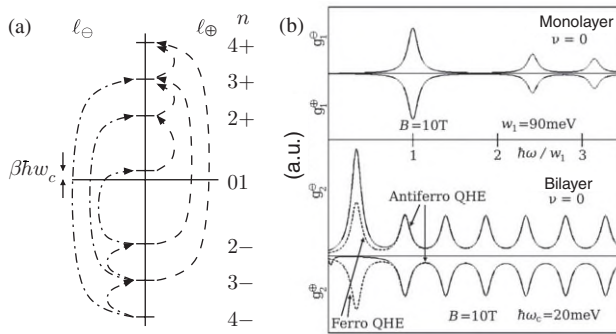 (a)
ℓ⊖
ℓ⊕
n
4+
3+
2+
βħw_c
01
2−
3−
4−
(b)
(a.u.)
g₁⊖
Monolayer
ν = 0
g₁⊕
B=10T
w₁=90meV
1
2
ħω/w₁
3
g₂⊖
Bilayer
ν = 0
Antiferro QHE
g₂⊕
Ferro QHE
B=10T
ħω_c=20meV